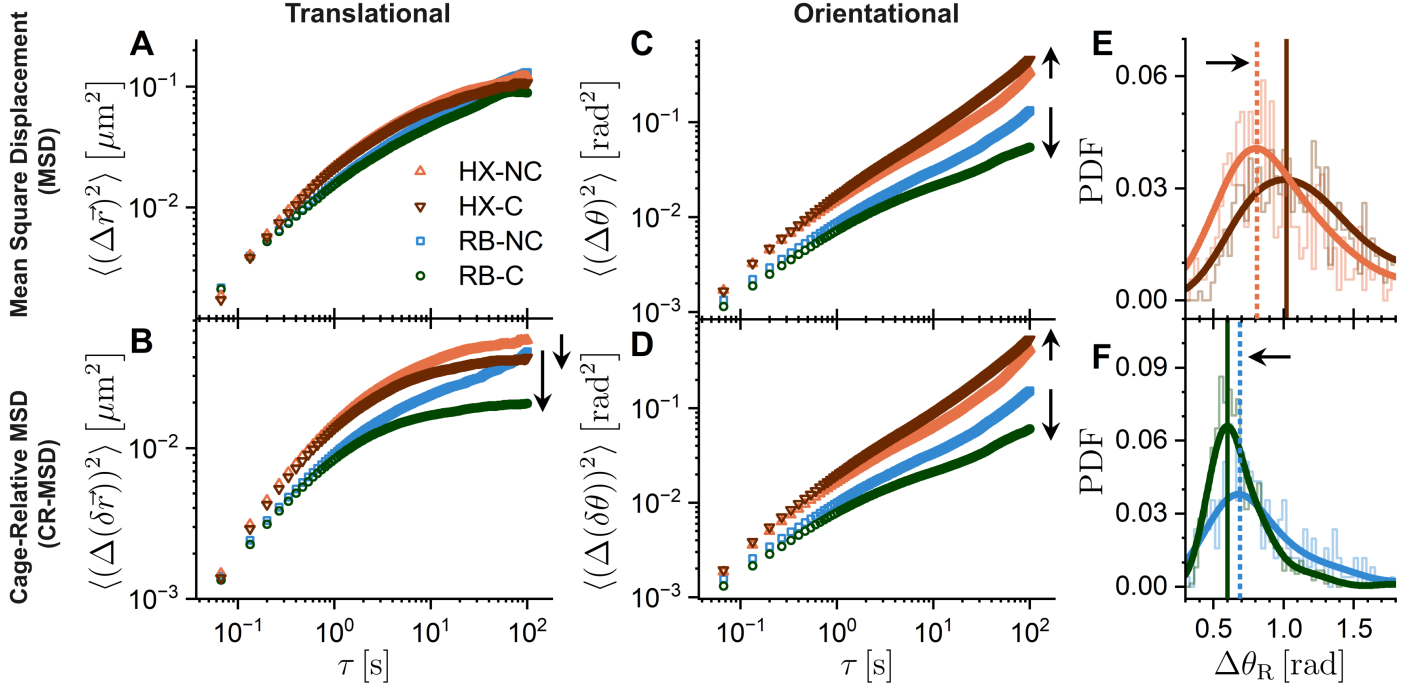 Translational
Orientational
Mean Square Displacement
(MSD)
Cage-Relative MSD
(CR-MSD)
A
⟨(Δr⃗)²⟩ [μm²]
10⁻¹
10⁻²
HX-NC
HX-C
RB-NC
RB-C
B
⟨(Δ(δr⃗))²⟩ [μm²]
10⁻²
10⁻³
10⁻¹ 10⁰ 10¹ 10²
τ [s]
C
⟨(Δθ)²⟩ [rad²]
10⁻¹
10⁻²
10⁻³
D
⟨(Δ(δθ))²⟩ [rad²]
10⁻¹
10⁻²
10⁻³
10⁻¹ 10⁰ 10¹ 10²
τ [s]
E
PDF
0.06
0.03
0.00
F
PDF
0.09
0.06
0.03
0.00
0.5 1.0 1.5
Δθ_R [rad]